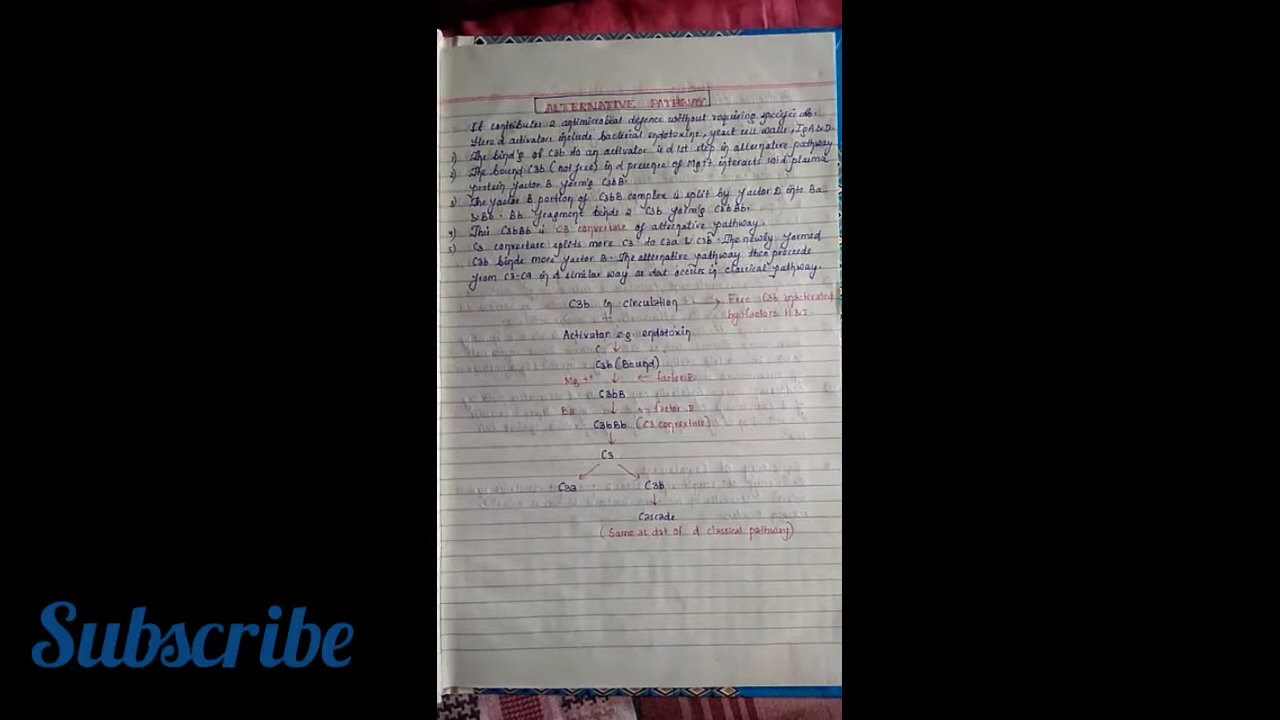 ALTERNATIVE PATHWAY
It contributes 2 antimicrobial defence without requiring specific Ab.
Here d activators include bacterial endotoxins, yeast cell walls, IgA & D.
1) The bind'g of C3b to an activator is d 1st step in alternative pathway
2) The bound C3b (not free) in d presence of Mg++ interacts plasma
protein factor B form'g C3bB.
3) The factor B portion of C3bB complex is split by factor D into Ba
& Bb. Bb fragment binds 2 C3b form'g C3bBb.
4) This C3bBb is C3 convertase of alternative pathway.
5) C3 convertase splits more C3 to C3a & C3b. The newly formed
C3b binds more factor B. The alternative pathway then proceeds
from C3-C9 in d similar way as dat occurs in classical pathway.
C3b in circulation → Free C3b inactivated
by factors H & I.
Activator e.g. endotoxin
↓
C3b (Bound)
Mg++ ↓ ← factor B
C3bB
Ba ↓ ← factor D
C3bBb (C3 convertase)
↓
C3
C3a C3b
↓
Cascade
(Same as dat of d classical pathway)
Subscribe